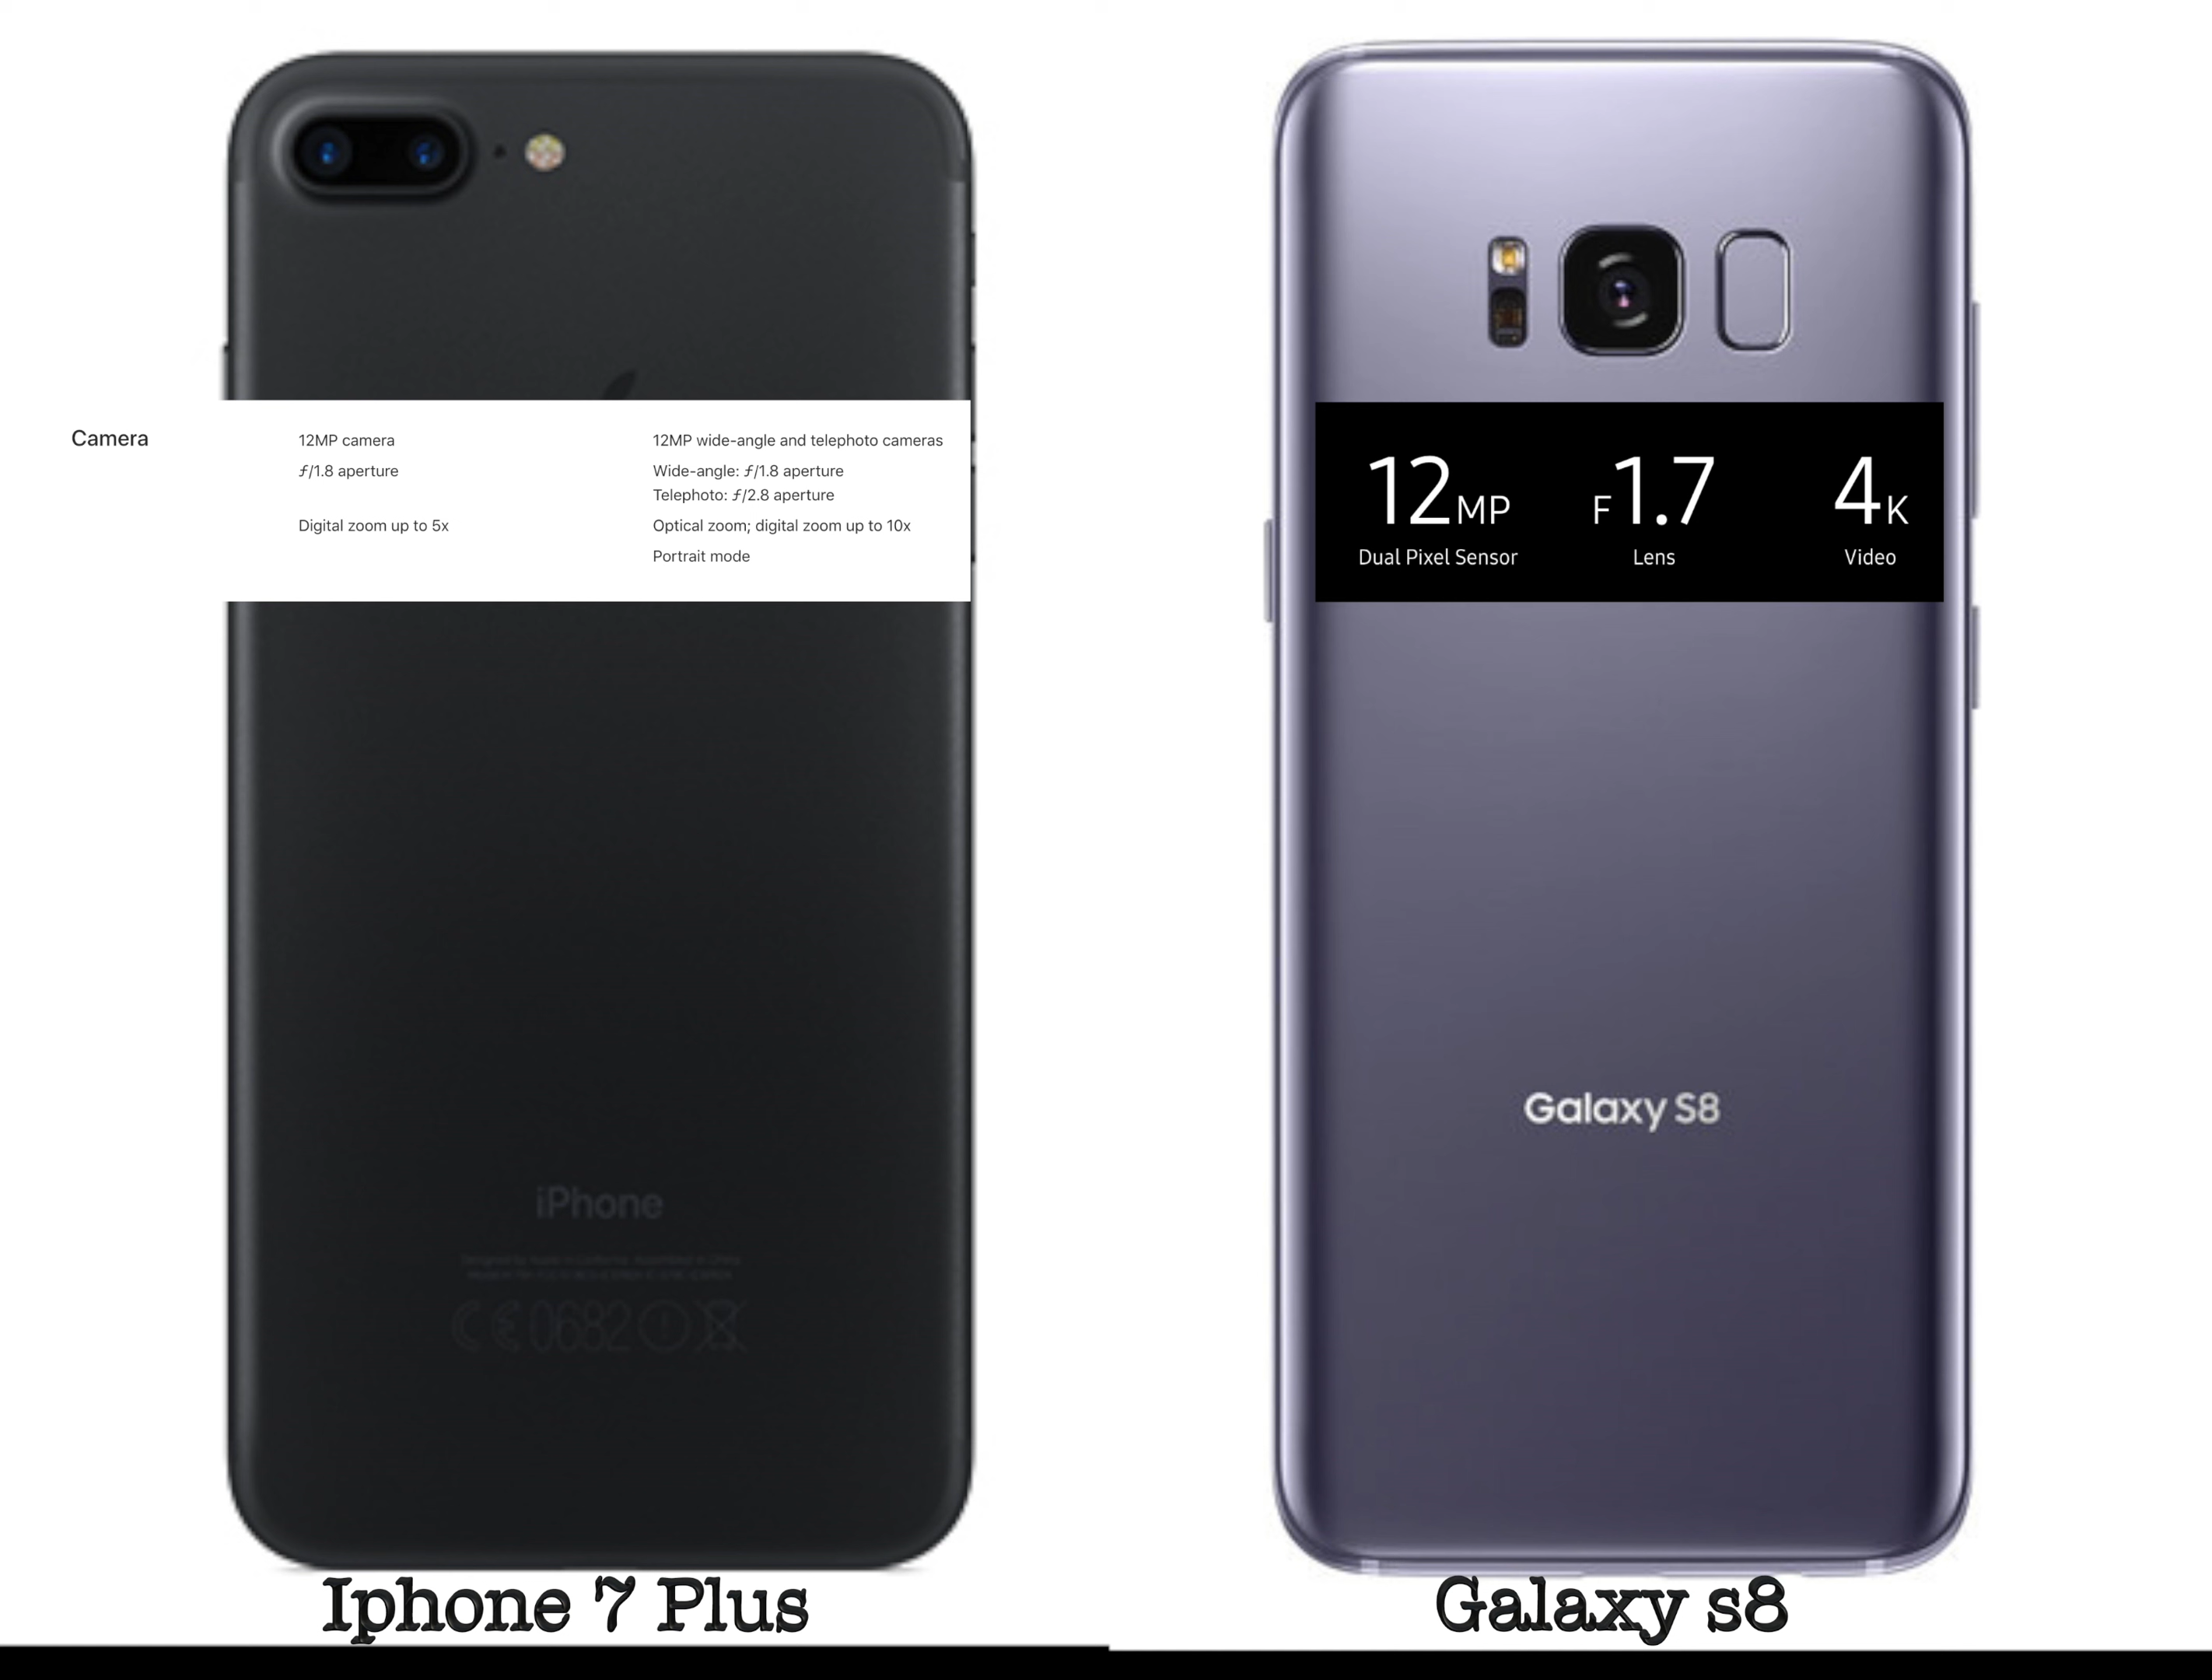 Camera
12MP camera
ƒ/1.8 aperture
Digital zoom up to 5x
12MP wide-angle and telephoto cameras
Wide-angle: ƒ/1.8 aperture
Telephoto: ƒ/2.8 aperture
Optical zoom; digital zoom up to 10x
Portrait mode
iPhone
0682
Iphone 7 Plus
12MP
Dual Pixel Sensor
F1.7
Lens
4K
Video
Galaxy S8
Galaxy s8